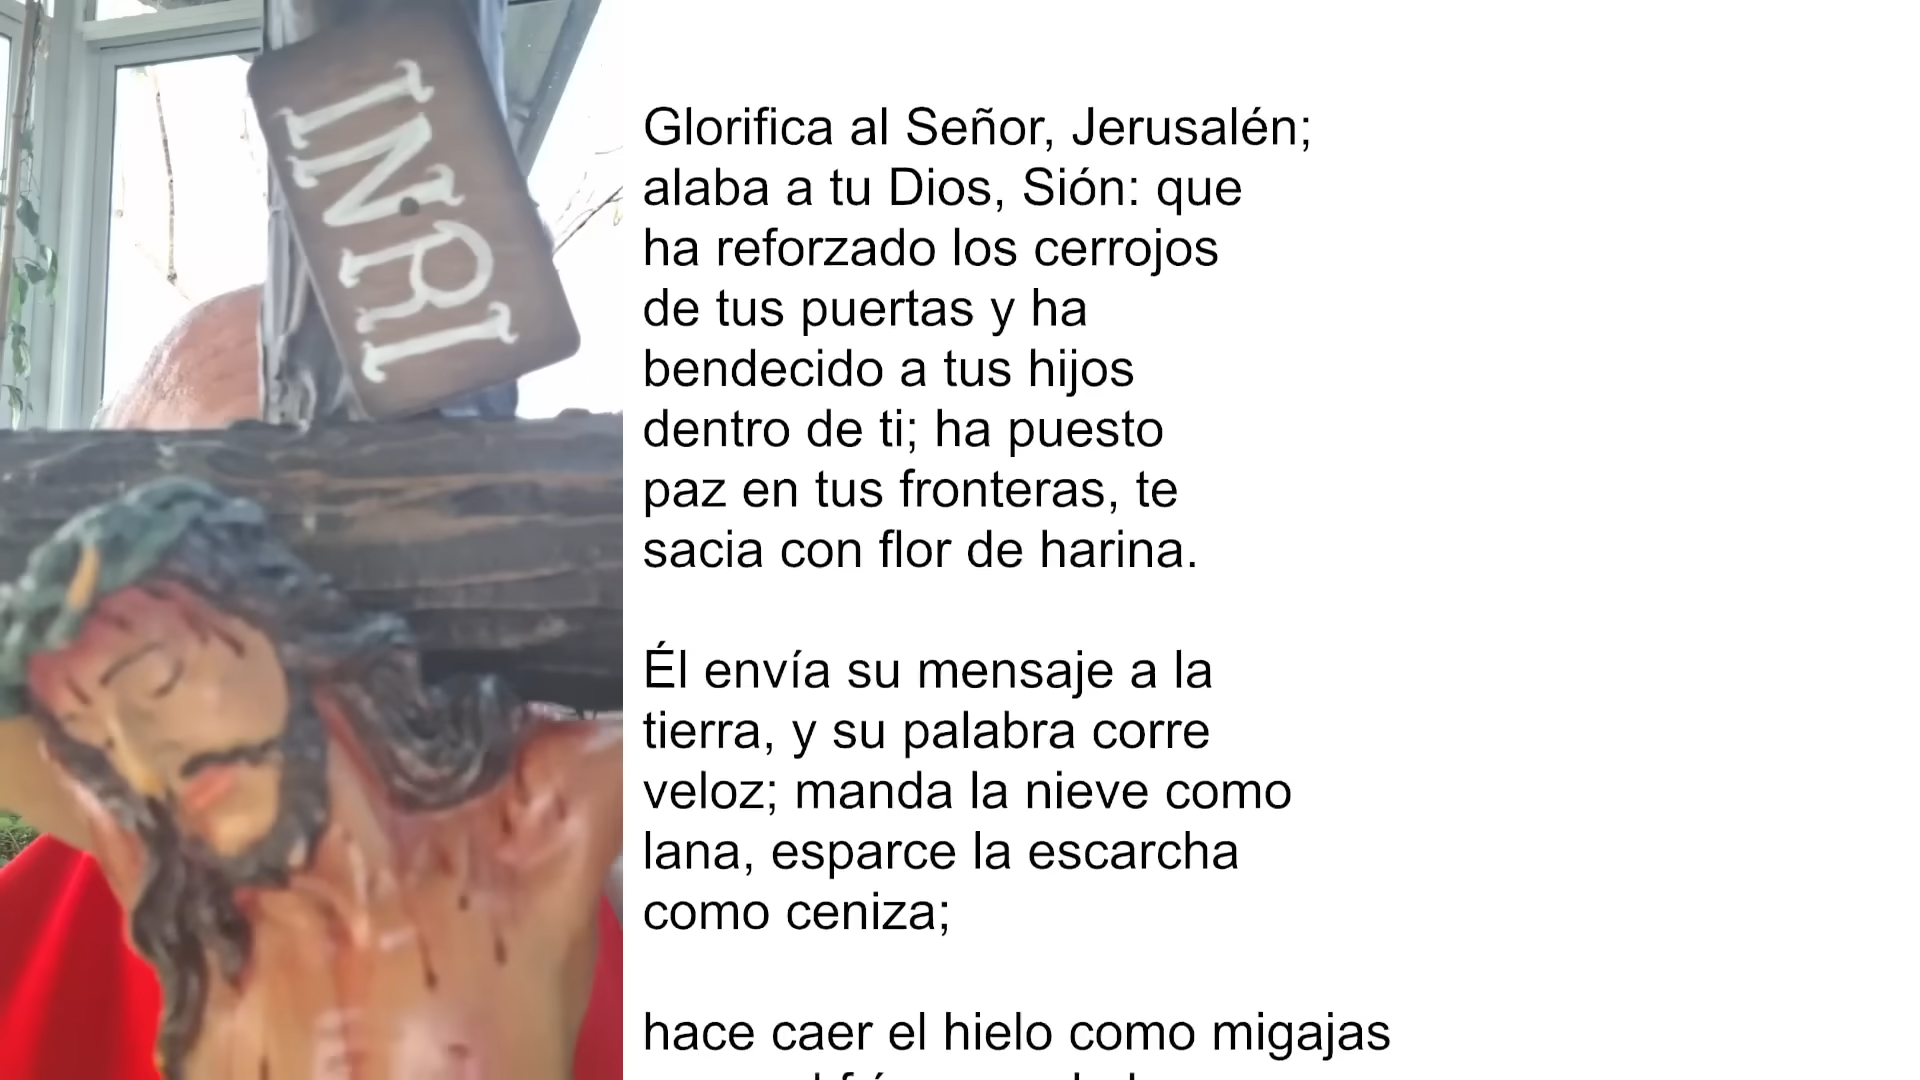 INRI
Glorifica al Señor, Jerusalén;
alaba a tu Dios, Sión: que
ha reforzado los cerrojos
de tus puertas y ha
bendecido a tus hijos
dentro de ti; ha puesto
paz en tus fronteras, te
sacia con flor de harina.
Él envía su mensaje a la
tierra, y su palabra corre
veloz; manda la nieve como
lana, esparce la escarcha
como ceniza;
hace caer el hielo como migajas